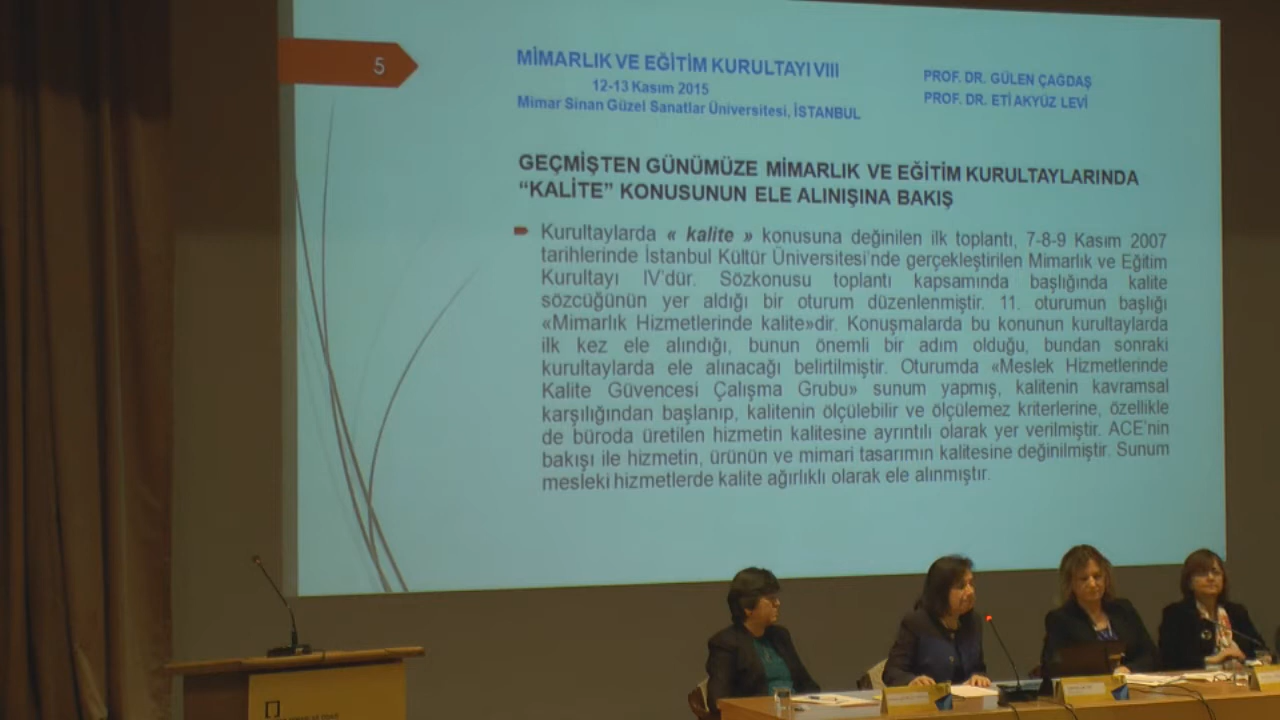 5
MİMARLIK VE EĞİTİM KURULTAYI VIII
12-13 Kasım 2015
Mimar Sinan Güzel Sanatlar Üniversitesi, İSTANBUL
PROF. DR. GÜLEN ÇAĞDAŞ
PROF. DR. ETİ AKYÜZ LEVİ
GEÇMİŞTEN GÜNÜMÜZE MİMARLIK VE EĞİTİM KURULTAYLARINDA
“KALİTE” KONUSUNUN ELE ALINIŞINA BAKIŞ
Kurultaylarda « kalite » konusuna değinilen ilk toplantı, 7-8-9 Kasım 2007
tarihlerinde İstanbul Kültür Üniversitesi’nde gerçekleştirilen Mimarlık ve Eğitim
Kurultayı IV’dür. Sözkonusu toplantı kapsamında başlığında kalite
sözcüğünün yer aldığı bir oturum düzenlenmiştir. 11. oturumun başlığı
«Mimarlık Hizmetlerinde kalite»dir. Konuşmalarda bu konunun kurultaylarda
ilk kez ele alındığı, bunun önemli bir adım olduğu, bundan sonraki
kurultaylarda ele alınacağı belirtilmiştir. Oturumda «Meslek Hizmetlerinde
Kalite Güvencesi Çalışma Grubu» sunum yapmış, kalitenin kavramsal
karşılığından başlanıp, kalitenin ölçülebilir ve ölçülemez kriterlerine, özellikle
de büroda üretilen hizmetin kalitesine ayrıntılı olarak yer verilmiştir. ACE’nin
bakışı ile hizmetin, ürünün ve mimari tasarımın kalitesine değinilmiştir. Sunum
mesleki hizmetlerde kalite ağırlıklı olarak ele alınmıştır.